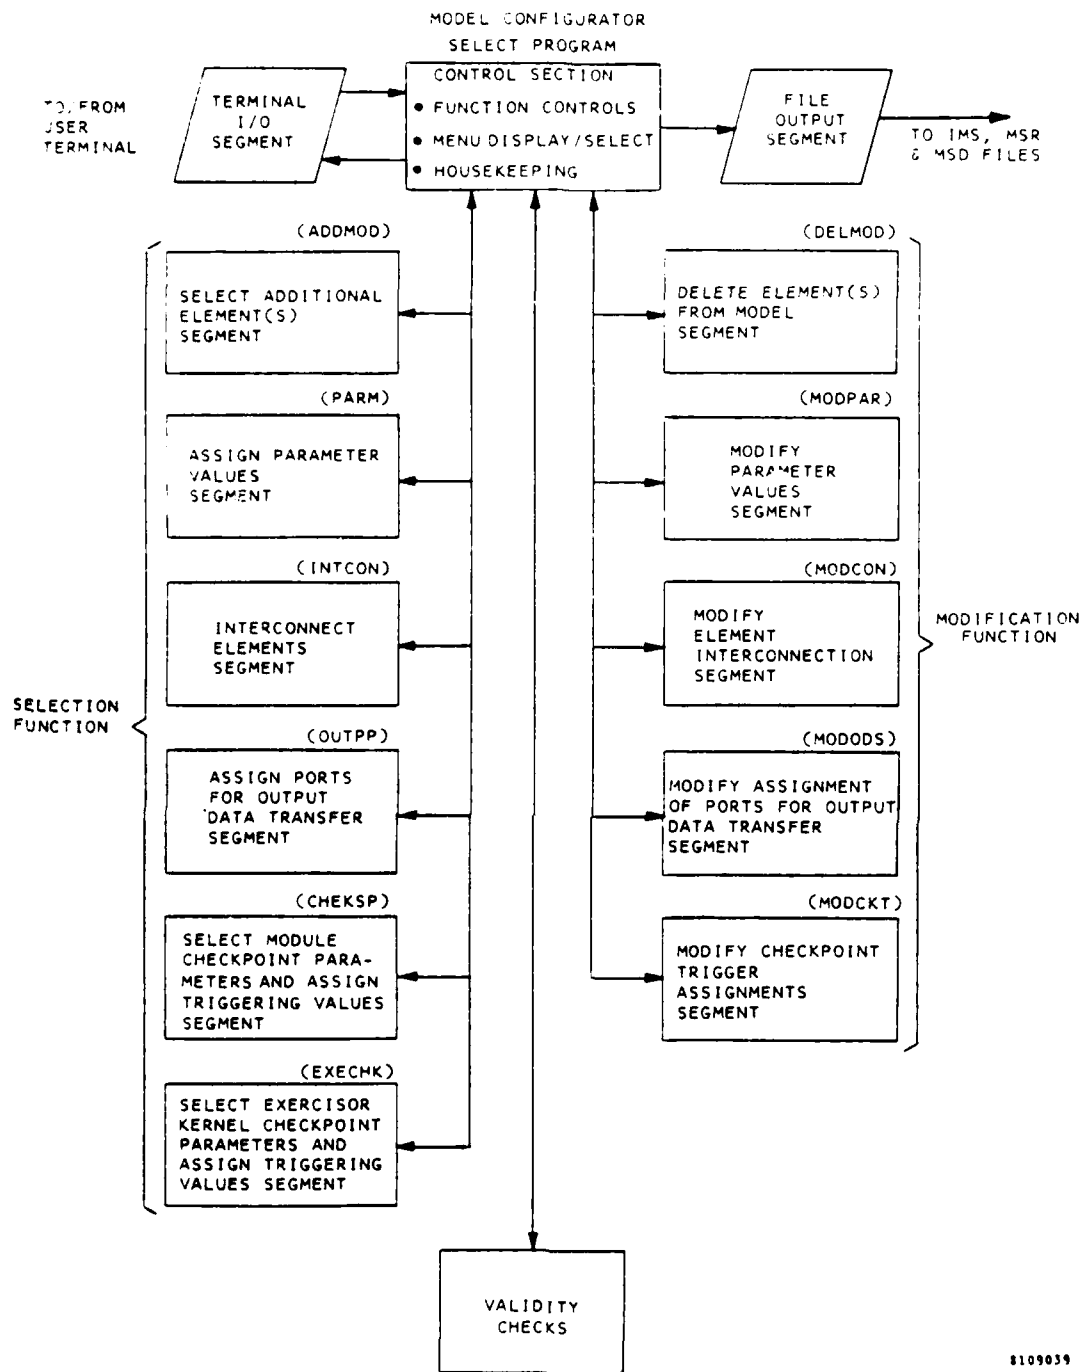 MODEL CONFIGURATOR
SELECT PROGRAM
CONTROL SECTION
• FUNCTION CONTROLS
• MENU DISPLAY/SELECT
• HOUSEKEEPING
TO/FROM
USER
TERMINAL
TERMINAL
I/O
SEGMENT
FILE
OUTPUT
SEGMENT
TO IMS, MSR
& MSD FILES
SELECTION
FUNCTION
(ADDMOD)
SELECT ADDITIONAL
ELEMENT(S)
SEGMENT
(PARM)
ASSIGN PARAMETER
VALUES
SEGMENT
(INTCON)
INTERCONNECT
ELEMENTS
SEGMENT
(OUTPP)
ASSIGN PORTS
FOR OUTPUT
DATA TRANSFER
SEGMENT
(CHEKSP)
SELECT MODULE
CHECKPOINT PARA-
METERS AND ASSIGN
TRIGGERING VALUES
SEGMENT
(EXECHK)
SELECT EXERCISOR
KERNEL CHECKPOINT
PARAMETERS AND
ASSIGN TRIGGERING
VALUES SEGMENT
(DELMOD)
DELETE ELEMENT(S)
FROM MODEL
SEGMENT
(MODPAR)
MODIFY
PARAMETER
VALUES
SEGMENT
(MODCON)
MODIFY
ELEMENT
INTERCONNECTION
SEGMENT
(MODODS)
MODIFY ASSIGNMENT
OF PORTS FOR OUTPUT
DATA TRANSFER
SEGMENT
(MODCKT)
MODIFY CHECKPOINT
TRIGGER
ASSIGNMENTS
SEGMENT
MODIFICATION
FUNCTION
VALIDITY
CHECKS
8109039